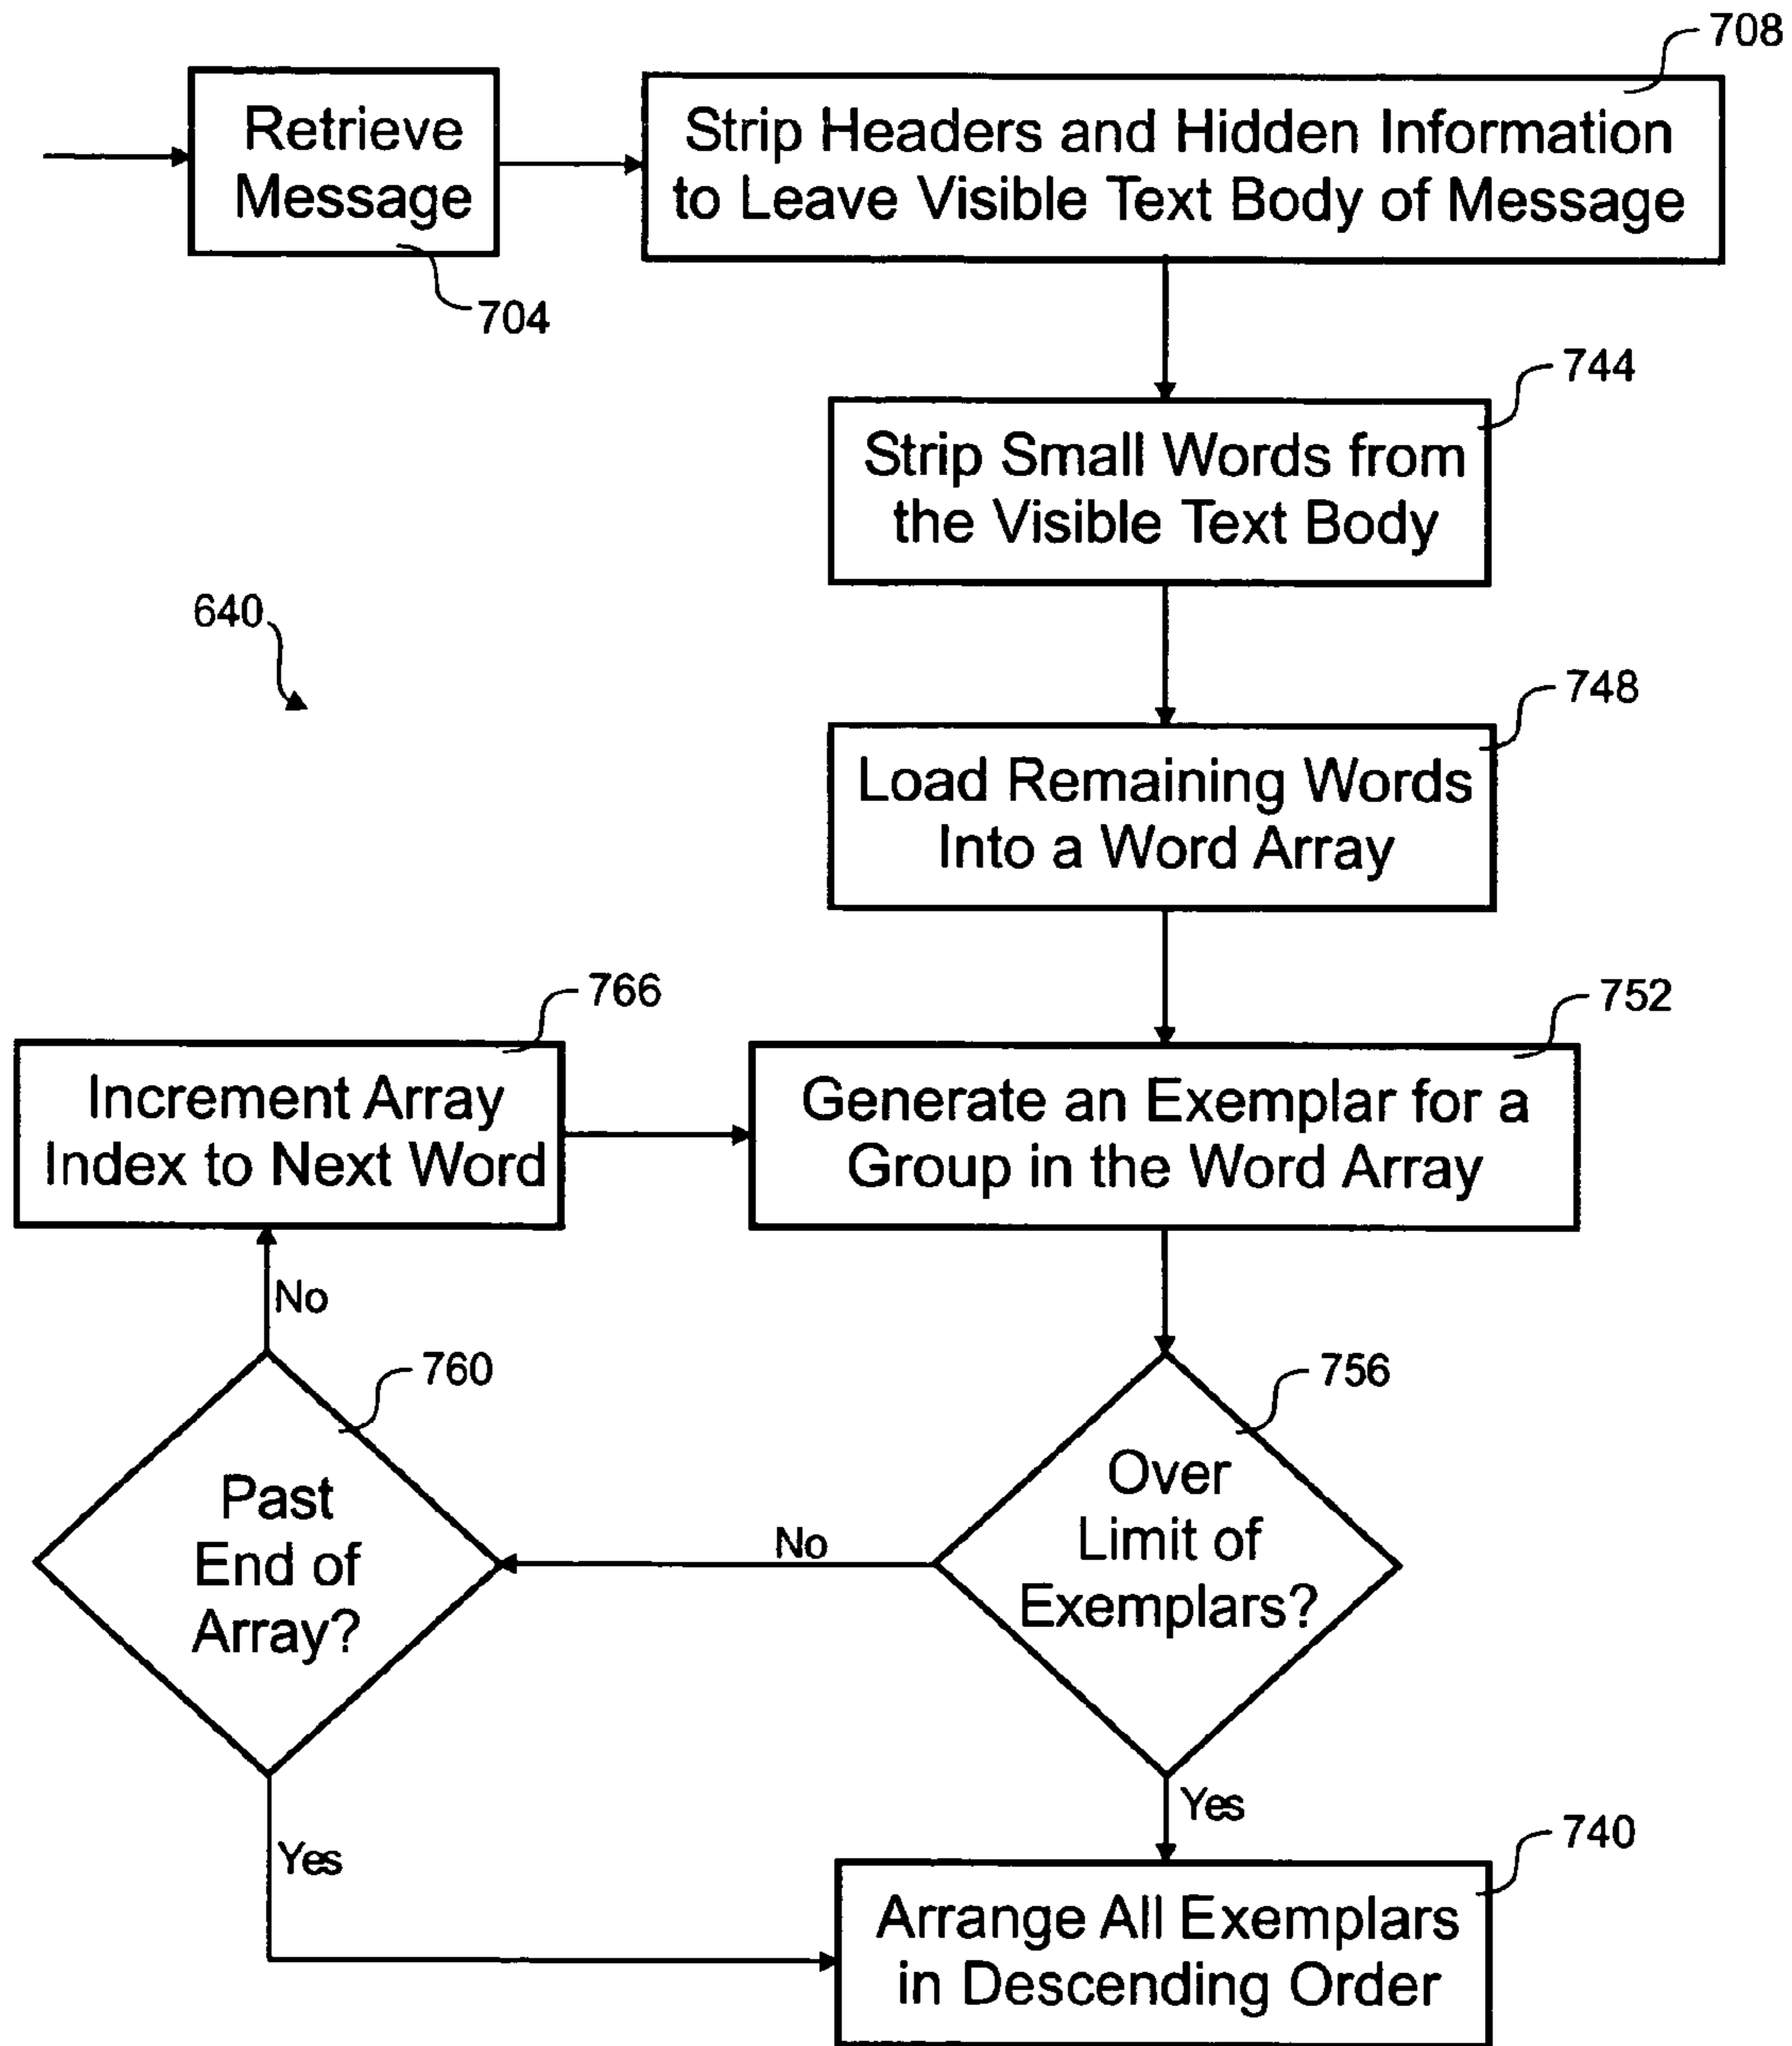 708
Retrieve
Message
Strip Headers and Hidden Information
to Leave Visible Text Body of Message
704
744
Strip Small Words from
the Visible Text Body
640
748
Load Remaining Words
Into a Word Array
766
752
Increment Array
Index to Next Word
Generate an Exemplar for a
Group in the Word Array
No
760
756
Past
End of
Array?
No
Over
Limit of
Exemplars?
Yes
Yes
740
Arrange All Exemplars
in Descending Order